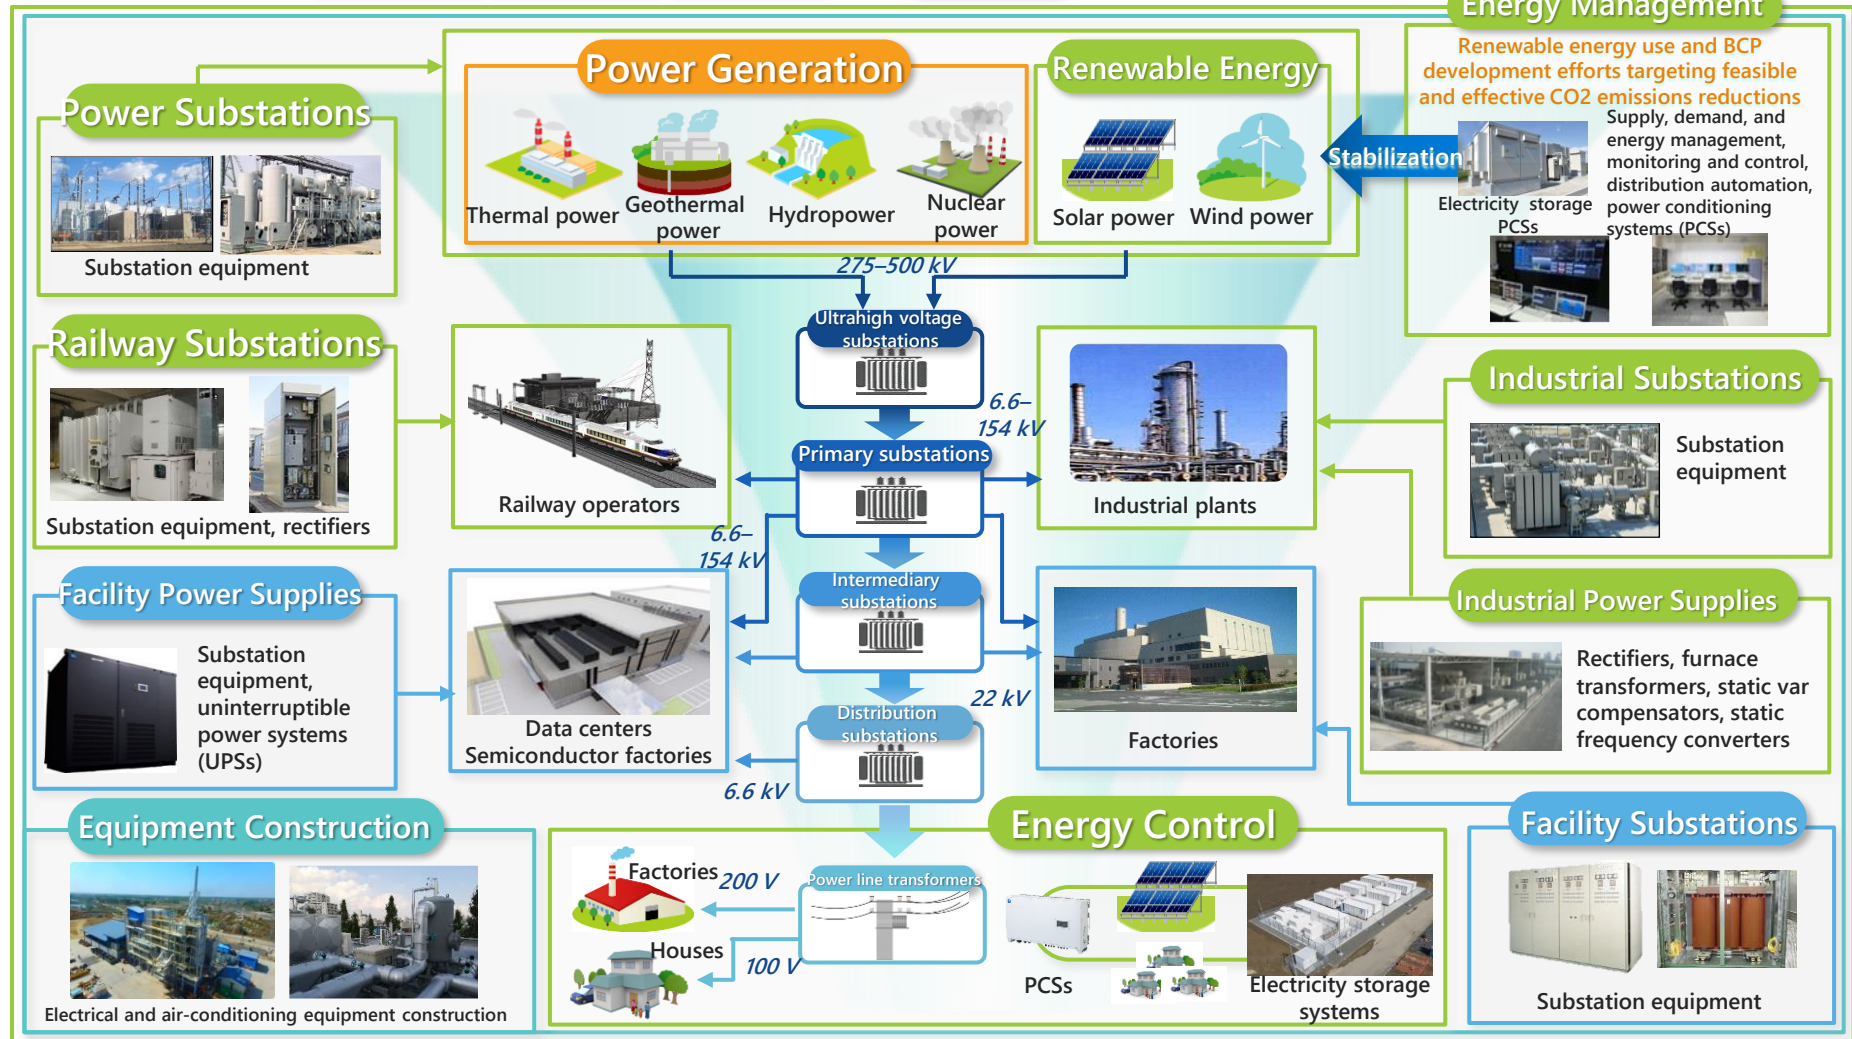 Energy Management
Renewable energy use and BCP
development efforts targeting feasible
and effective CO2 emissions reductions
Supply, demand, and
energy management,
monitoring and control,
distribution automation,
power conditioning
systems (PCSs)
Electricity storage
PCSs
Stabilization
Power Generation
Thermal power
Geothermal
power
Hydropower
Nuclear
power
Renewable Energy
Solar power
Wind power
Power Substations
Substation equipment
275–500 kV
Ultrahigh voltage
substations
Railway Substations
Substation equipment, rectifiers
Railway operators
6.6–
154 kV
Primary substations
Industrial plants
Industrial Substations
Substation
equipment
6.6–
154 kV
Intermediary
substations
Facility Power Supplies
Substation
equipment,
uninterruptible
power systems
(UPSs)
Data centers
Semiconductor factories
22 kV
Factories
Industrial Power Supplies
Rectifiers, furnace
transformers, static var
compensators, static
frequency converters
Distribution
substations
6.6 kV
Equipment Construction
Electrical and air-conditioning equipment construction
Energy Control
Factories
200 V
Houses
100 V
Power line transformers
PCSs
Electricity storage
systems
Facility Substations
Substation equipment